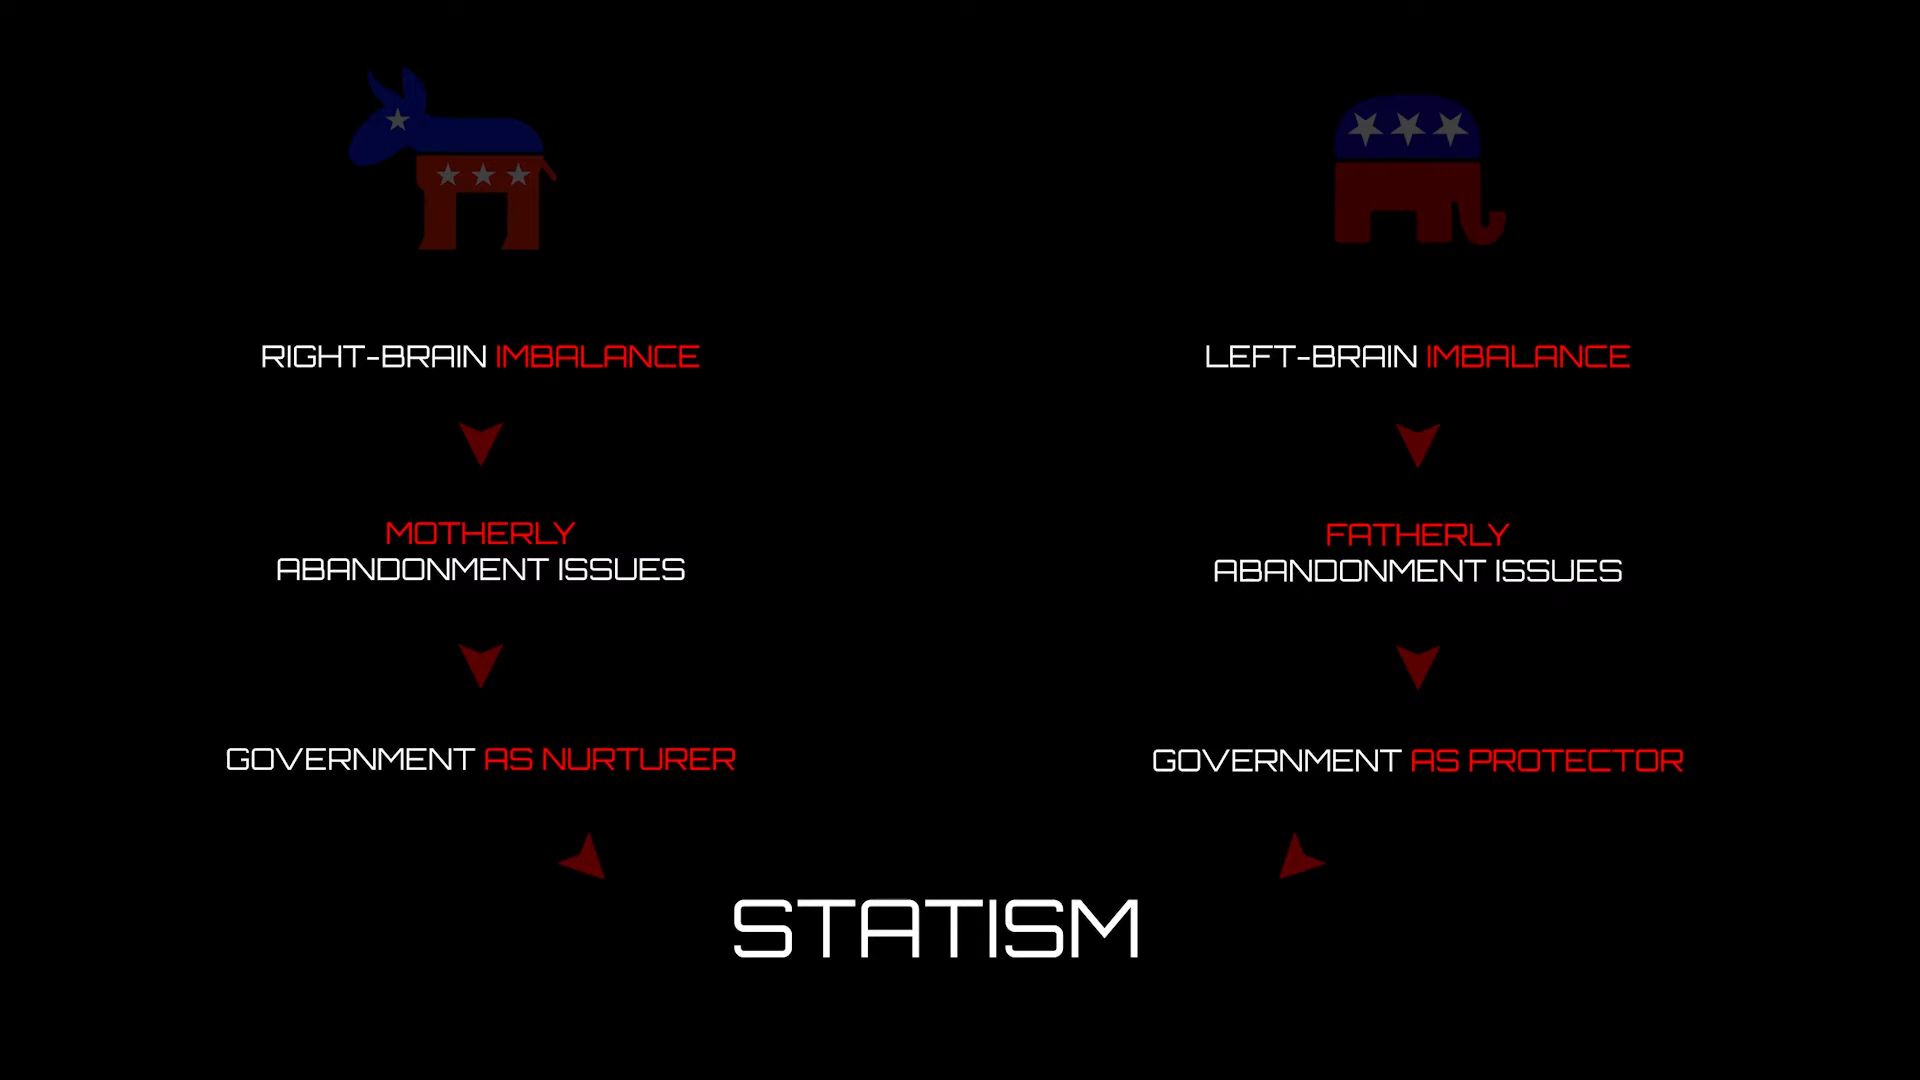 RIGHT-BRAIN IMBALANCE
MOTHERLY
ABANDONMENT ISSUES
GOVERNMENT AS NURTURER
LEFT-BRAIN IMBALANCE
FATHERLY
ABANDONMENT ISSUES
GOVERNMENT AS PROTECTOR
STATISM